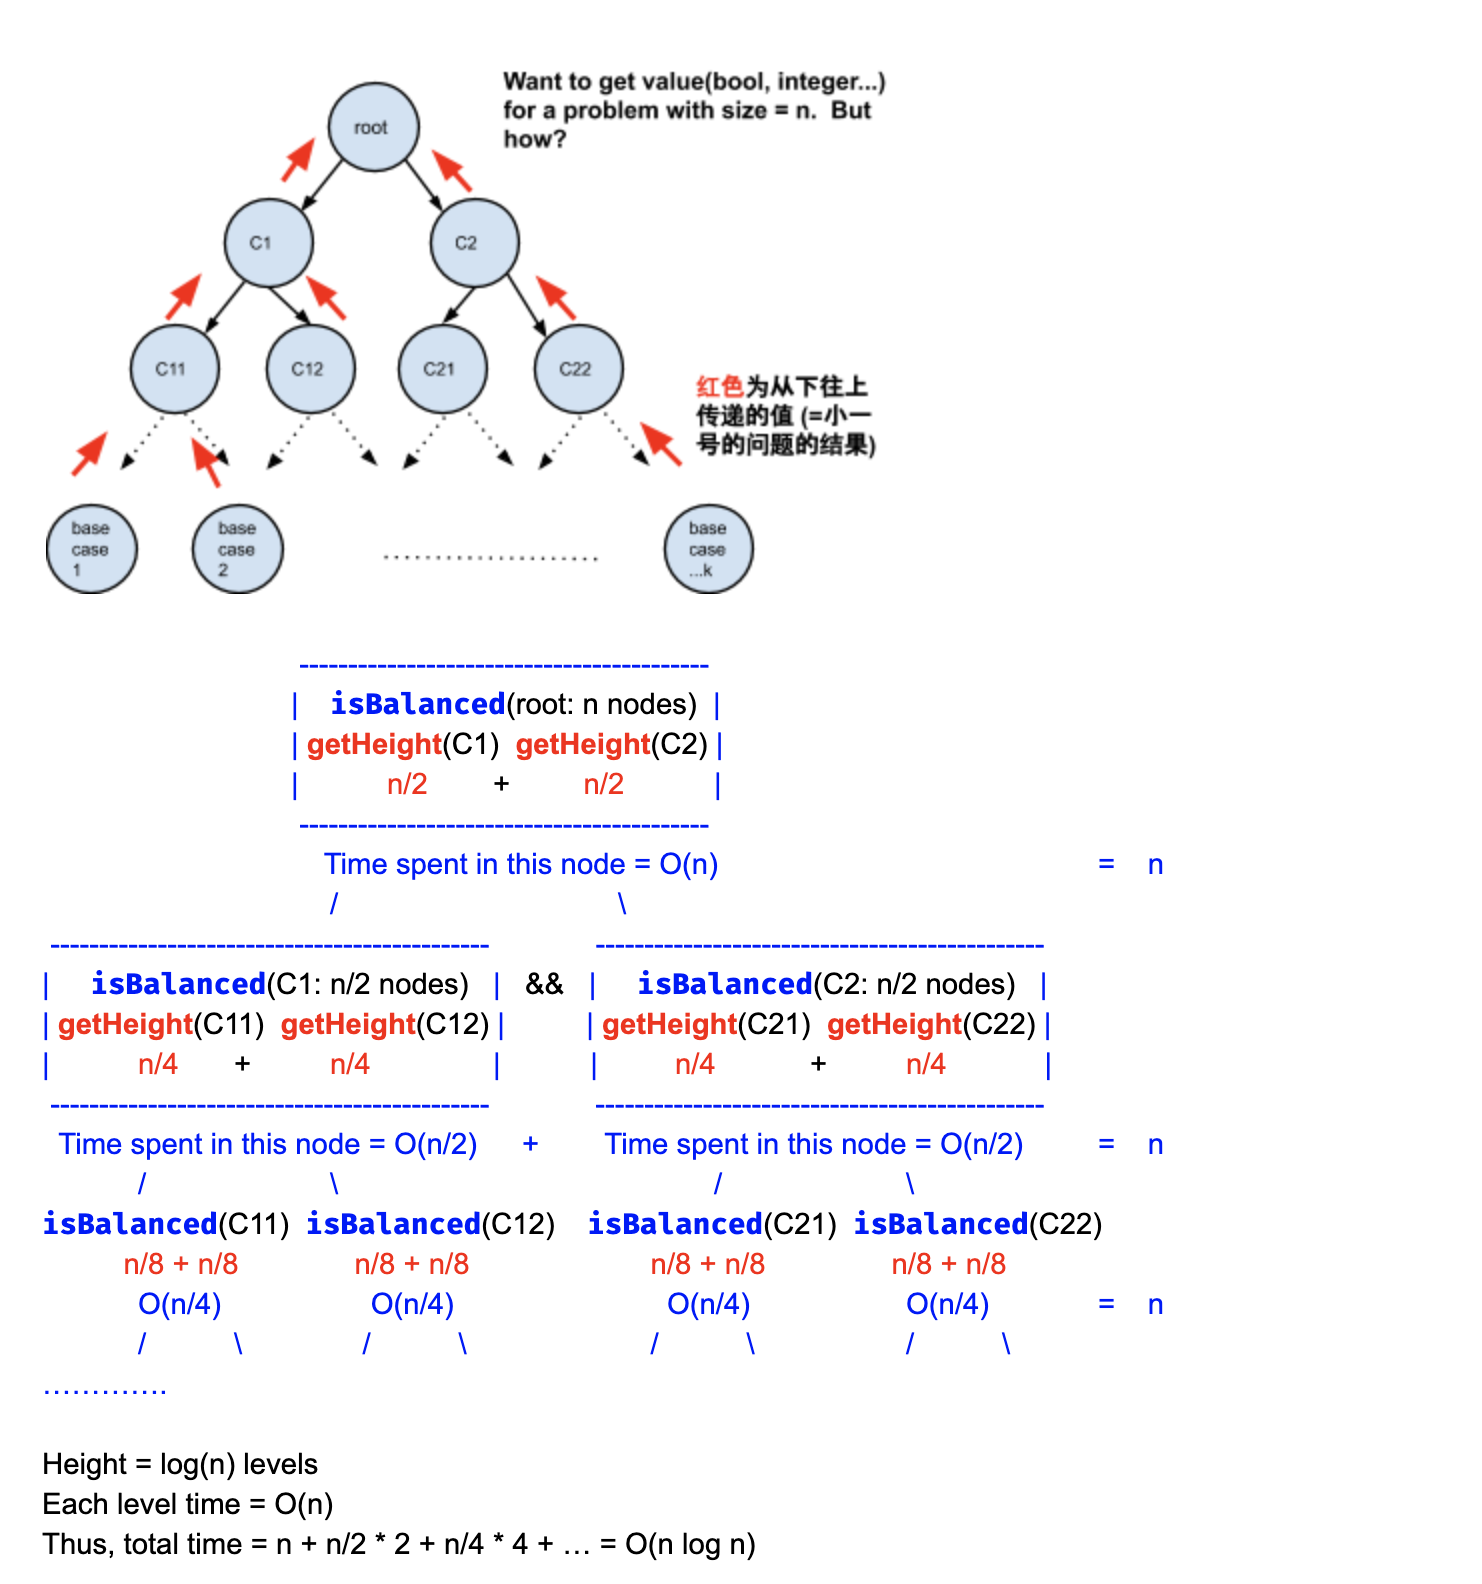 Want to get value(bool, integer...)
for a problem with size = n.  But
how?
root
C1
C2
C11
C12
C21
C22
红色为从下往上
传递的值 (=小一
号的问题的结果)
base
case
1
base
case
2
.......................
base
case
...k
------------------------------------------
|    isBalanced(root: n nodes)  |
| getHeight(C1)  getHeight(C2) |
|           n/2         +         n/2           |
------------------------------------------
Time spent in this node = O(n)                                                = n
/                                    \
---------------------------------------------             ----------------------------------------------
|     isBalanced(C1: n/2 nodes)   |   &&   |     isBalanced(C2: n/2 nodes)   |
| getHeight(C11)  getHeight(C12) |          | getHeight(C21)  getHeight(C22) |
|           n/4       +          n/4               |           |          n/4            +          n/4            |
---------------------------------------------             ----------------------------------------------
Time spent in this node = O(n/2)      +         Time spent in this node = O(n/2)         =    n
/                       \                                               /                       \
isBalanced(C11)  isBalanced(C12)    isBalanced(C21)  isBalanced(C22)
n/8 + n/8              n/8 + n/8                       n/8 + n/8                n/8 + n/8
O(n/4)                   O(n/4)                           O(n/4)                    O(n/4)              =    n
/           \               /           \                       /           \                   /           \
………….
Height = log(n) levels
Each level time = O(n)
Thus, total time = n + n/2 * 2 + n/4 * 4 + … = O(n log n)